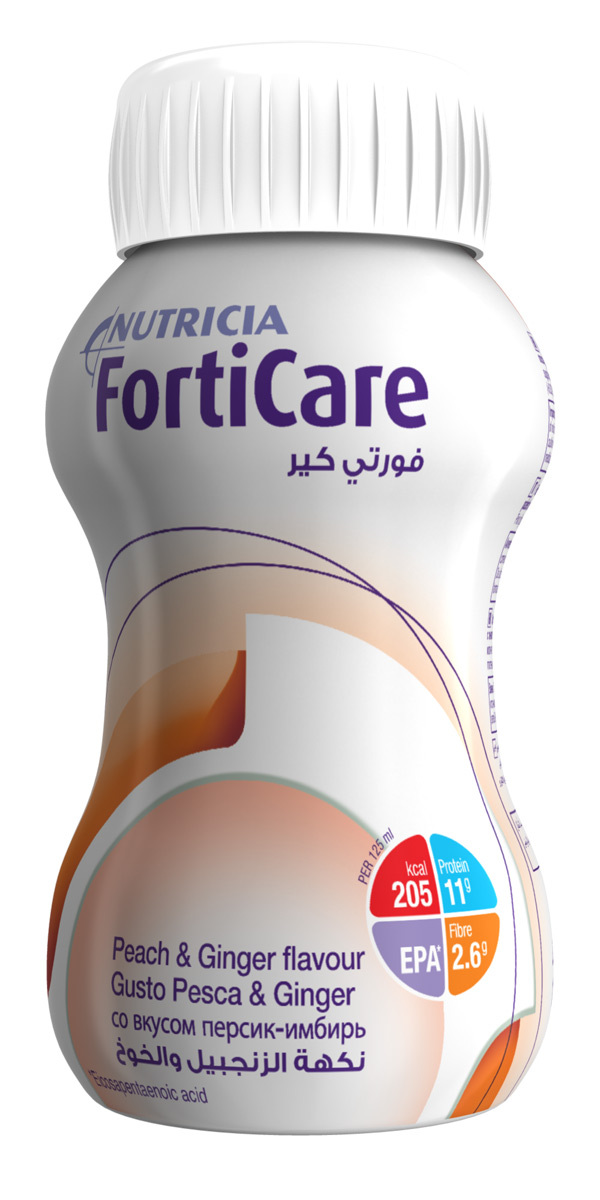 NUTRICIA
FortiCare
فورتي كير
PER 125 ml
kcal
205
Protein
11g
EPA*
Fibre
2.6g
Peach & Ginger flavour
Gusto Pesca & Ginger
со вкусом персик-имбирь
نكهة الزنجبيل والخوخ
*Eicosapentaenoic acid